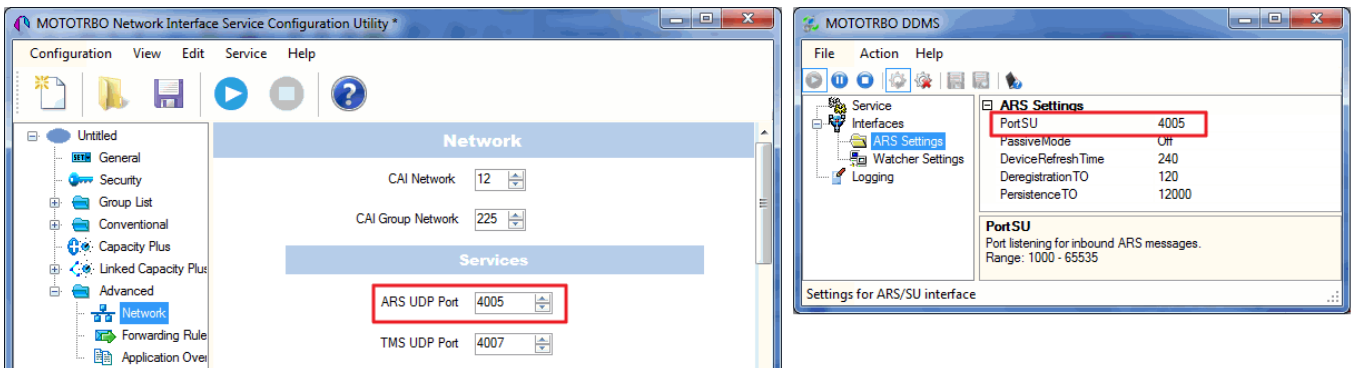 MOTOTRBO Network Interface Service Configuration Utility *
Configuration View Edit Service Help
Untitled
SET
General
Security
Group List
Conventional
Capacity Plus
Linked Capacity Plus
Advanced
Network
Forwarding Rule
Application Over
Network
CAI Network 12
CAI Group Network 225
Services
ARS UDP Port 4005
TMS UDP Port 4007
MOTOTRBO DDMS
File Action Help
Service
Interfaces
ARS Settings
Watcher Settings
Logging
ARS Settings
PortSU 4005
PassiveMode Off
DeviceRefreshTime 240
DeregistrationTO 120
PersistenceTO 12000
PortSU
Port listening for inbound ARS messages.
Range: 1000 - 65535
Settings for ARS/SU interface